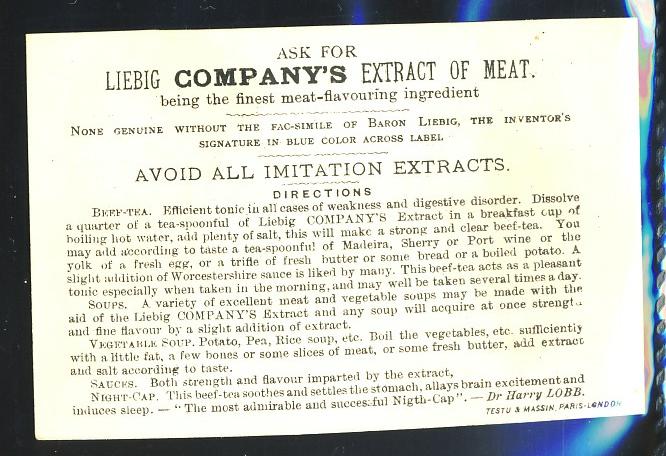 ASK FOR
LIEBIG COMPANY'S EXTRACT OF MEAT.
being the finest meat-flavouring ingredient
NONE GENUINE WITHOUT THE FAC-SIMILE OF BARON LIEBIG, THE INVENTOR'S
SIGNATURE IN BLUE COLOR ACROSS LABEL
AVOID ALL IMITATION EXTRACTS.
DIRECTIONS
BEEF-TEA. Efficient tonic in all cases of weakness and digestive disorder. Dissolve
a quarter of a tea-spoonful of Liebig COMPANY'S Extract in a breakfast cup of
boiling hot water, add plenty of salt, this will make a strong and clear beef-tea. You
may add according to taste a tea-spoonful of Madeira, Sherry or Port wine or the
yolk of a fresh egg, or a trifle of fresh butter or some bread or a boiled potato. A
slight addition of Worcestershire sauce is liked by many. This beef-tea acts as a pleasant
tonic especially when taken in the morning, and may well be taken several times a day.
SOUPS. A variety of excellent meat and vegetable soups may be made with the
aid of the Liebig COMPANY'S Extract and any soup will acquire at once strength
and fine flavour by a slight addition of extract.
VEGETABLE SOUP. Potato, Pea, Rice soup, etc. Boil the vegetables, etc. sufficiently
with a little fat, a few bones or some slices of meat, or some fresh butter, add extract
and salt according to taste.
SAUCES. Both strength and flavour imparted by the extract,
NIGHT-CAP. This beef-tea soothes and settles the stomach, allays brain excitement and
induces sleep. — "The most admirable and successful Nigth-Cap". — Dr Harry LOBB.
TESTU & MASSIN, PARIS-LONDON